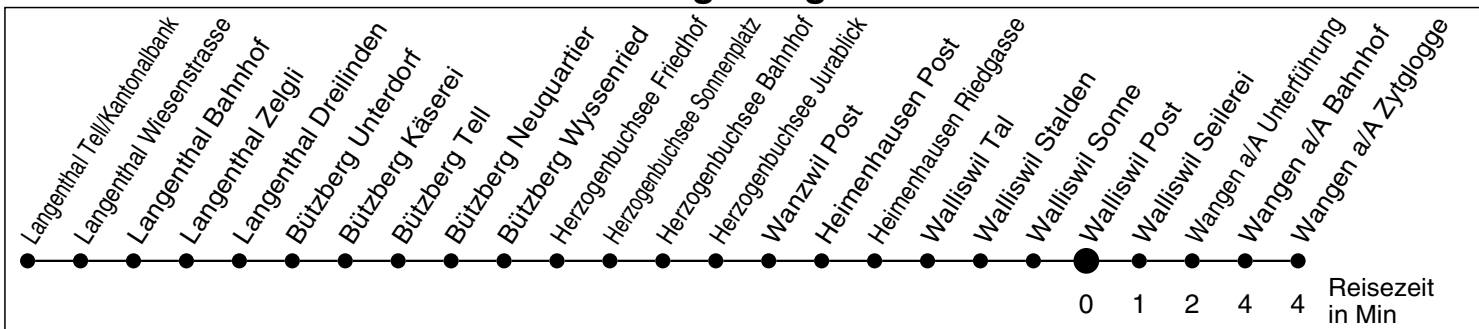 Langenthal Tell/Kantonalbank
Langenthal Wiesenstrasse
Langenthal Bahnhof
Langenthal Zelgli
Langenthal Dreilinden
Bützberg Unterdorf
Bützberg Käserei
Bützberg Tell
Bützberg Neuquartier
Bützberg Wyssenried
Herzogenbuchsee Friedhof
Herzogenbuchsee Sonnenplatz
Herzogenbuchsee Bahnhof
Herzogenbuchsee Jurablick
Wanzwil Post
Heimenhausen Post
Heimenhausen Riedgasse
Walliswil Tal
Walliswil Stalden
Walliswil Sonne
Walliswil Post
Walliswil Seilerei
Wangen a/A Unterführung
Wangen a/A Bahnhof
Wangen a/A Zytglogge
0 1 2 4 4 Reisezeit
in Min